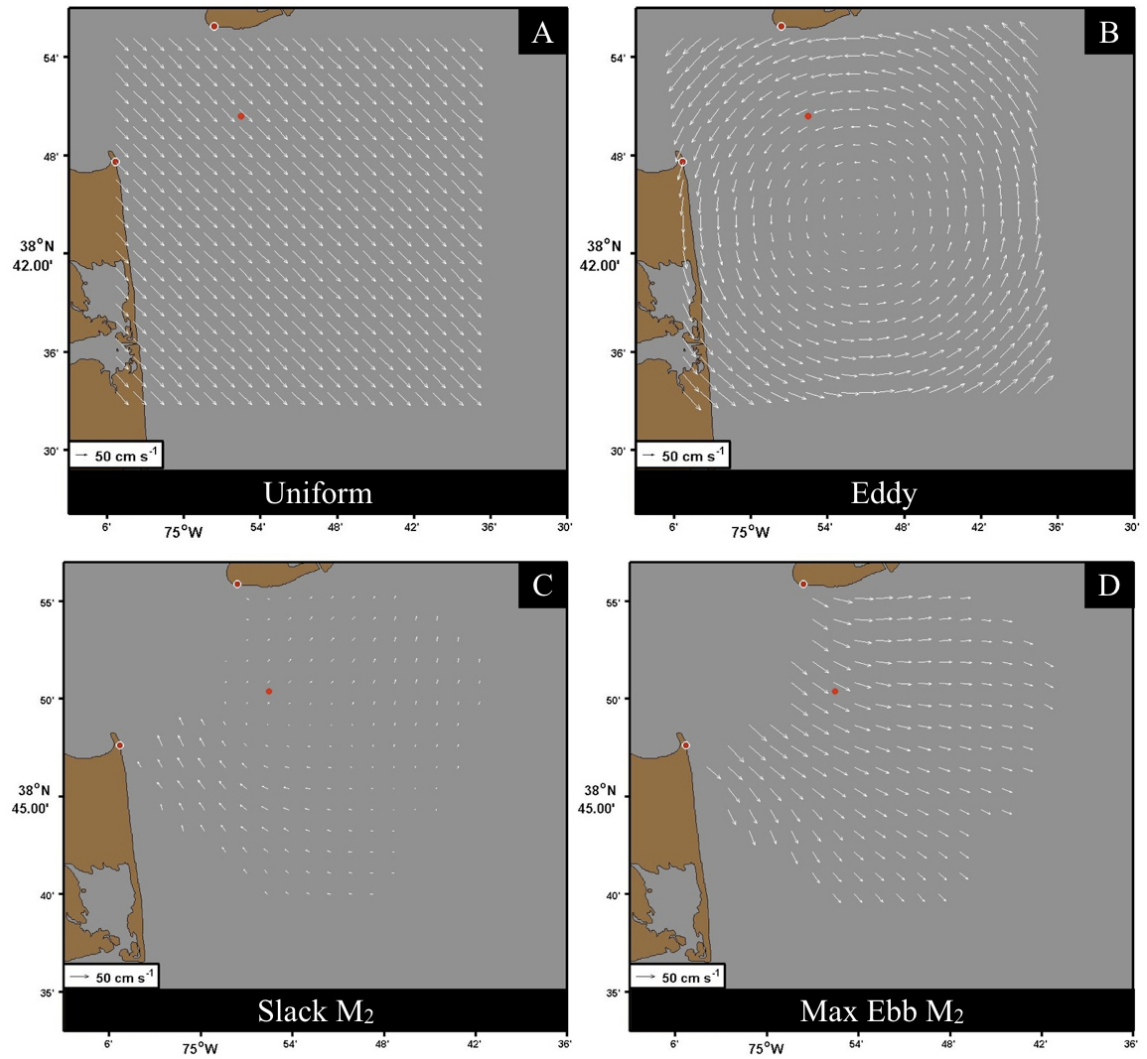 A
54'
48'
38°N
42.00'
36'
30'
50 cm s-1
Uniform
6'
75°W
54'
48'
42'
36'
30'
B
54'
48'
38°N
42.00'
36'
30'
50 cm s-1
Eddy
6'
75°W
54'
48'
42'
36'
30'
C
55'
50'
38°N
45.00'
40'
35'
50 cm s-1
Slack M2
6'
75°W
54'
48'
42'
36'
D
55'
50'
38°N
45.00'
40'
35'
50 cm s-1
Max Ebb M2
6'
75°W
54'
48'
42'
36'